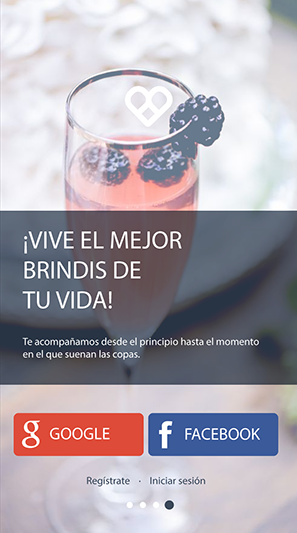 ¡VIVE EL MEJOR
BRINDIS DE
TU VIDA!
Te acompañamos desde el principio hasta el momento
en el que suenan las copas.
g GOOGLE
f FACEBOOK
Regístrate · Iniciar sesión